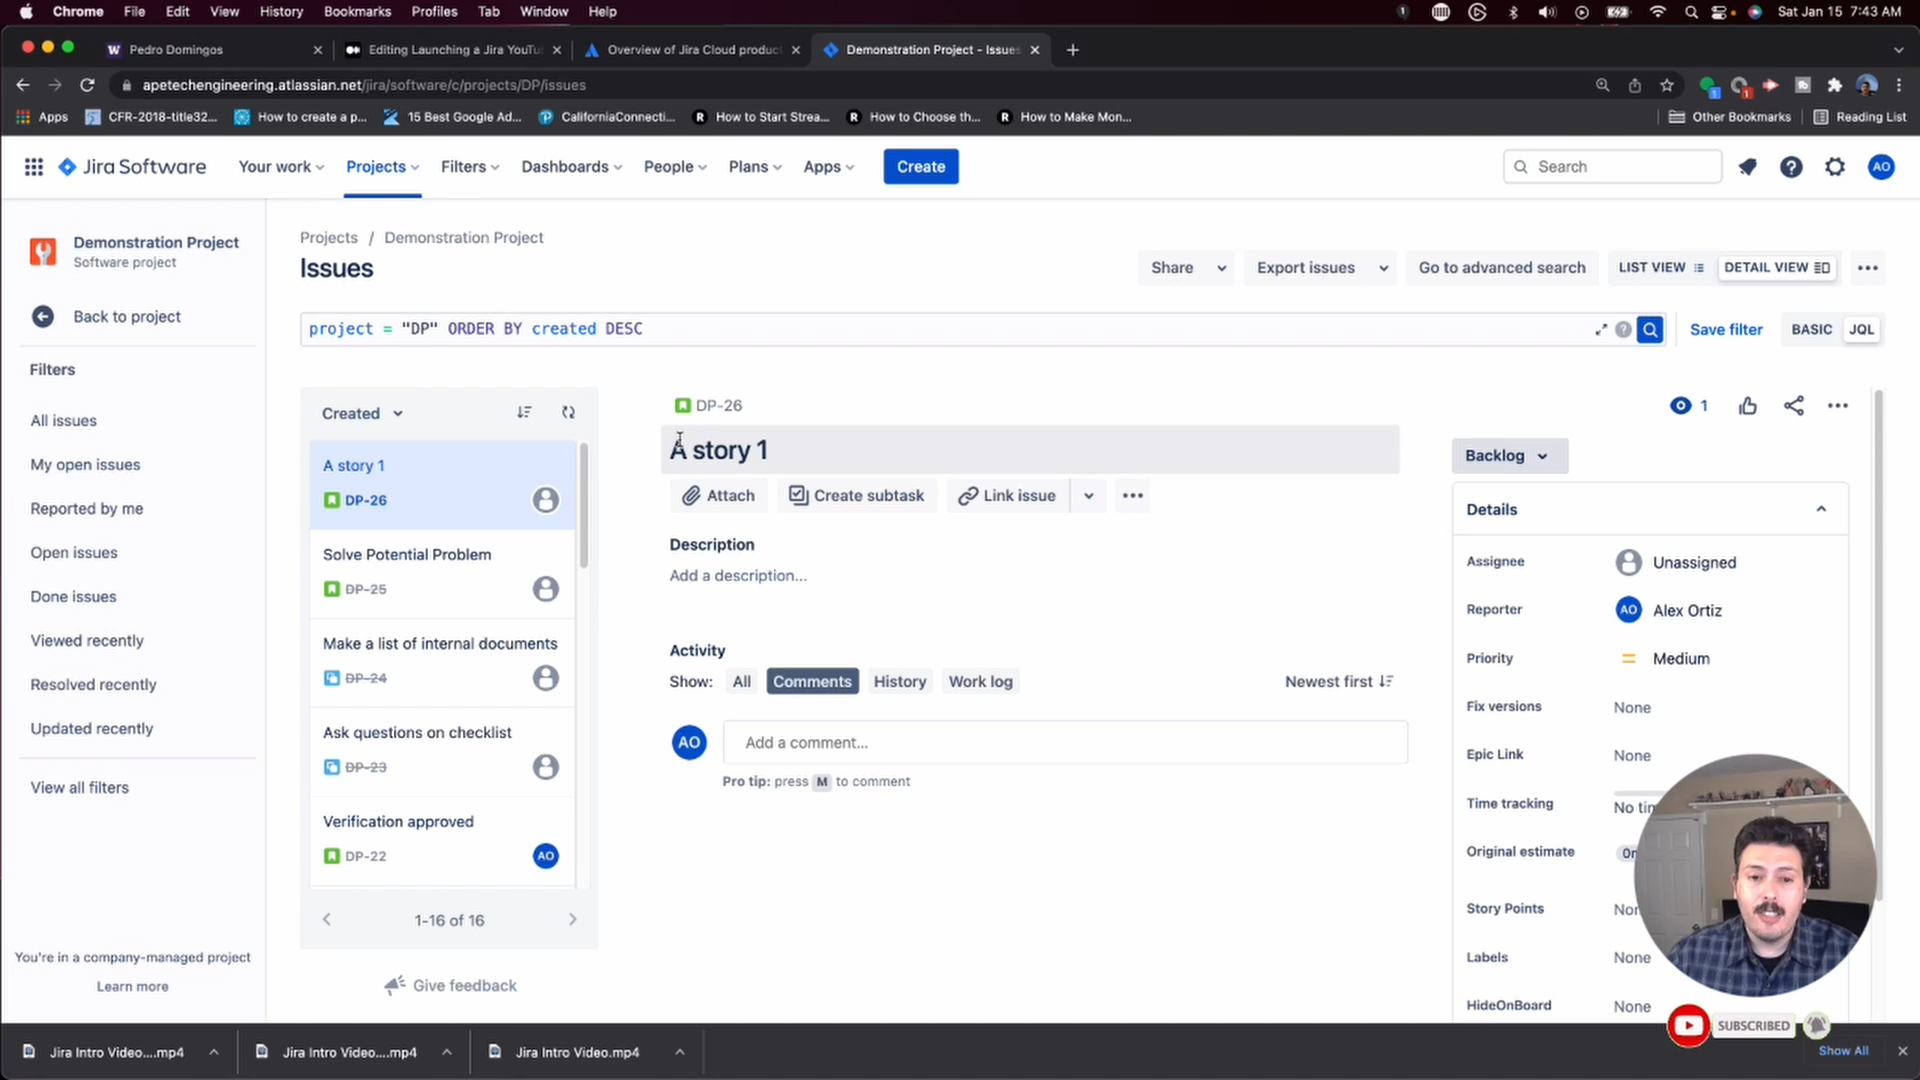 Chrome File Edit View History Bookmarks Profiles Tab Window Help Sat Jan 15 7:43 AM
Pedro Domingos Editing Launching a Jira YouTu Overview of Jira Cloud produc Demonstration Project - Issues
apetechengineering.atlassian.net/jira/software/c/projects/DP/issues
Apps CFR-2018-title32... How to create a p... 15 Best Google Ad... CaliforniaConnecti... How to Start Strea... How to Choose th... How to Make Mon... Other Bookmarks Reading List
Jira Software Your work Projects Filters Dashboards People Plans Apps Create Search AO
Demonstration Project
Software project
Back to project
Filters
All issues
My open issues
Reported by me
Open issues
Done issues
Viewed recently
Resolved recently
Updated recently
View all filters
You're in a company-managed project
Learn more
Projects / Demonstration Project
Issues
Share Export issues Go to advanced search LIST VIEW DETAIL VIEW
project = "DP" ORDER BY created DESC
Save filter BASIC JQL
Created
A story 1
DP-26
Solve Potential Problem
DP-25
Make a list of internal documents
DP-24
Ask questions on checklist
DP-23
Verification approved
DP-22 AO
1-16 of 16
Give feedback
DP-26
1
A story 1
Attach Create subtask Link issue
Description
Add a description...
Activity
Show: All Comments History Work log Newest first
AO Add a comment...
Pro tip: press M to comment
Backlog
Details
Assignee Unassigned
Reporter AO Alex Ortiz
Priority Medium
Fix versions None
Epic Link None
Time tracking No tim
Original estimate 0m
Story Points Non
Labels None
HideOnBoard None
SUBSCRIBED
Jira Intro Video....mp4 Jira Intro Video....mp4 Jira Intro Video.mp4 Show All